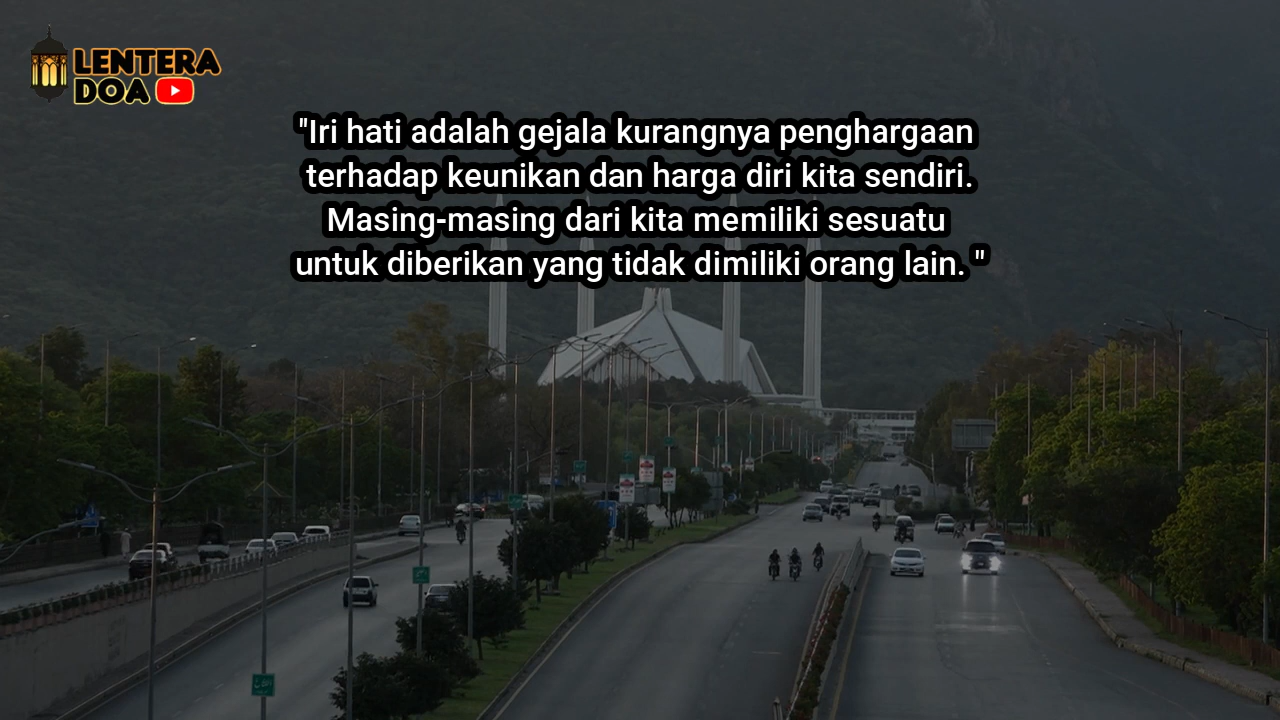 LENTERA
DOA
"Iri hati adalah gejala kurangnya penghargaan
terhadap keunikan dan harga diri kita sendiri.
Masing-masing dari kita memiliki sesuatu
untuk diberikan yang tidak dimiliki orang lain. "